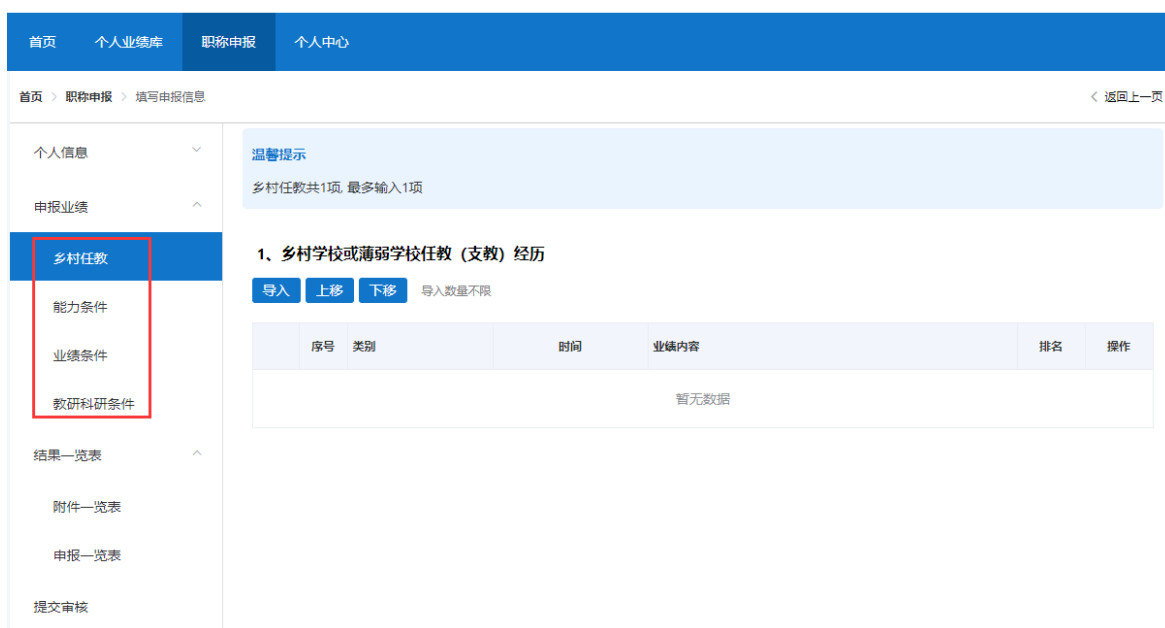 首页 个人业绩库 职称申报 个人中心
首页 > 职称申报 > 填写申报信息 < 返回上一页
个人信息
申报业绩
乡村任教
能力条件
业绩条件
教研科研条件
结果一览表
附件一览表
申报一览表
提交审核
温馨提示
乡村任教共1项, 最多输入1项
1、乡村学校或薄弱学校任教（支教）经历
导入 上移 下移 导入数量不限
序号 类别 时间 业绩内容 排名 操作
暂无数据